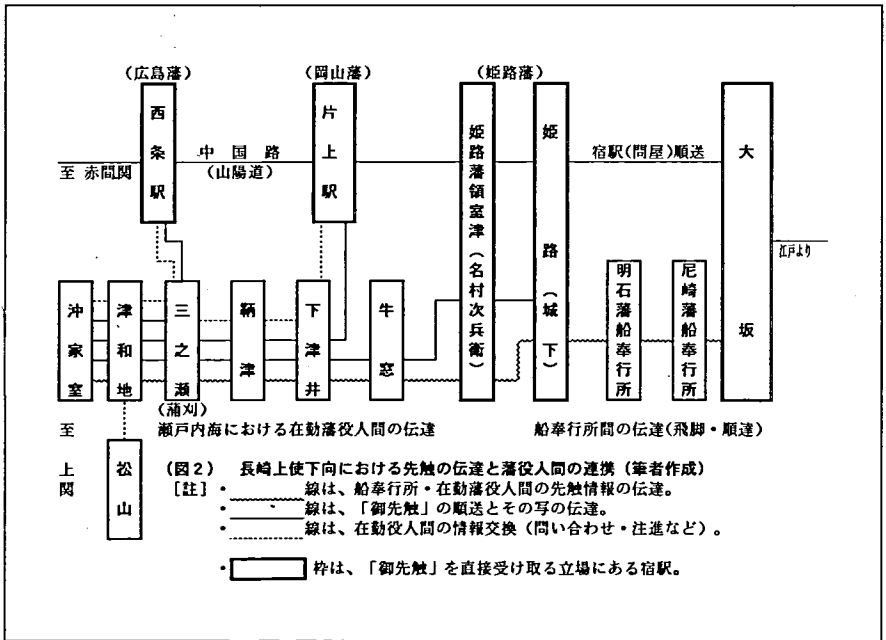 (広島藩)
(岡山藩)
(姫路藩)
西条駅
片上駅
姫路藩領室津(名村次兵衛)
姫路(城下)
大坂
中国路
(山陽道)
宿駅(問屋)順送
至 赤間関
江戸より
沖家室
津和地
三之瀬
鞆津
下津井
牛窓
明石藩船奉行所
尼崎藩船奉行所
(蒲刈)
至上関
瀬戸内海における在勤藩役人間の伝達
船奉行所間の伝達(飛脚・順達)
松山
(図2) 長崎上使下向における先触の伝達と藩役人間の連携(筆者作成)
[註]・線は、船奉行所・在勤藩役人間の先触情報の伝達。
・線は、「御先触」の順送とその写の伝達。
・線は、在勤役人間の情報交換(問い合わせ・注進など)。
・枠は、「御先触」を直接受け取る立場にある宿駅。